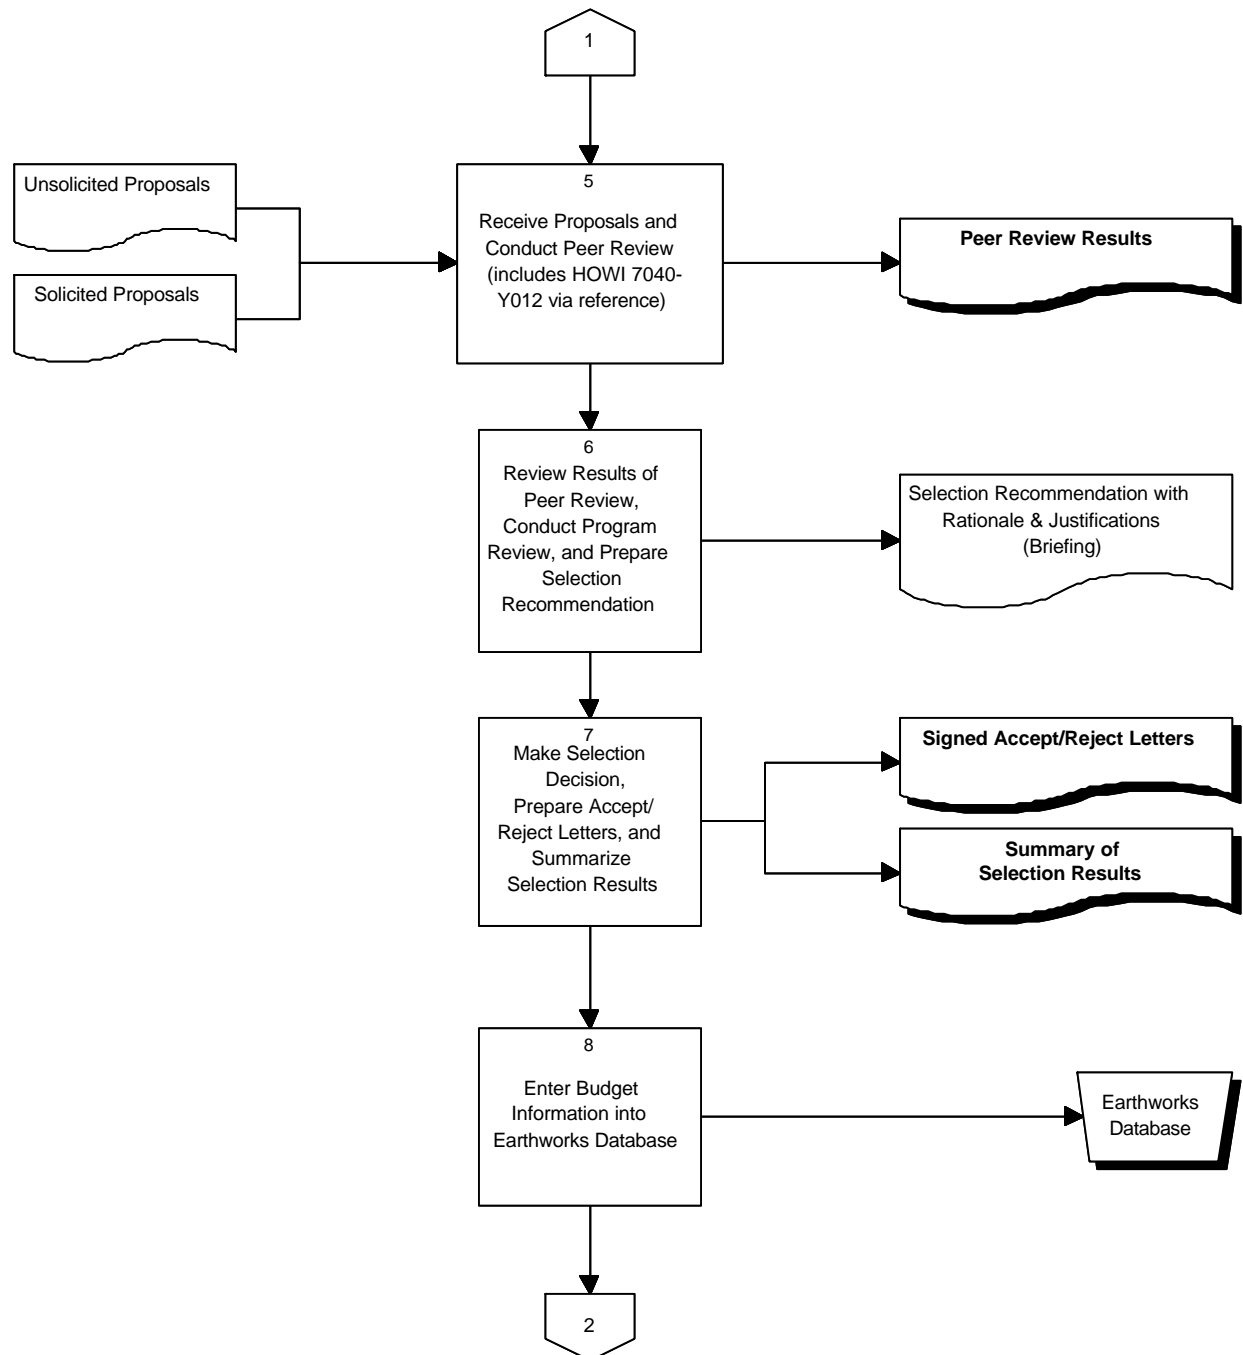 1
Unsolicited Proposals
Solicited Proposals
5
Receive Proposals and
Conduct Peer Review
(includes HOWI 7040-
Y012 via reference)
Peer Review Results
6
Review Results of
Peer Review,
Conduct Program
Review, and Prepare
Selection
Recommendation
Selection Recommendation with
Rationale & Justifications
(Briefing)
7
Make Selection
Decision,
Prepare Accept/
Reject Letters, and
Summarize
Selection Results
Signed Accept/Reject Letters
Summary of
Selection Results
8
Enter Budget
Information into
Earthworks Database
Earthworks
Database
2